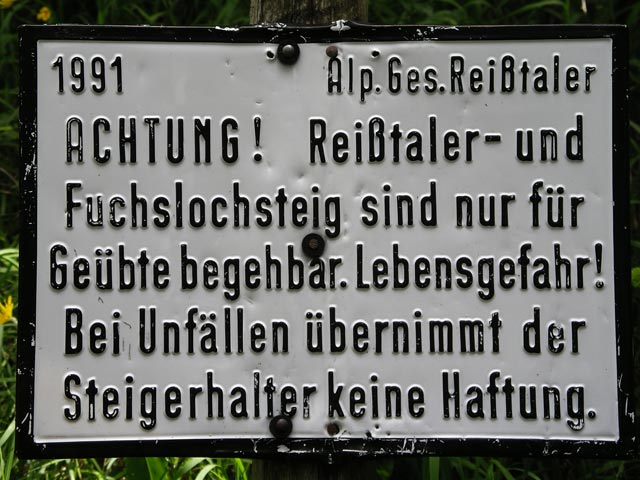 1991 Alp.Ges.Reißtaler
ACHTUNG! Reißtaler- und
Fuchslochsteig sind nur für
Geübte begehbar. Lebensgefahr!
Bei Unfällen übernimmt der
Steigerhalter keine Haftung.